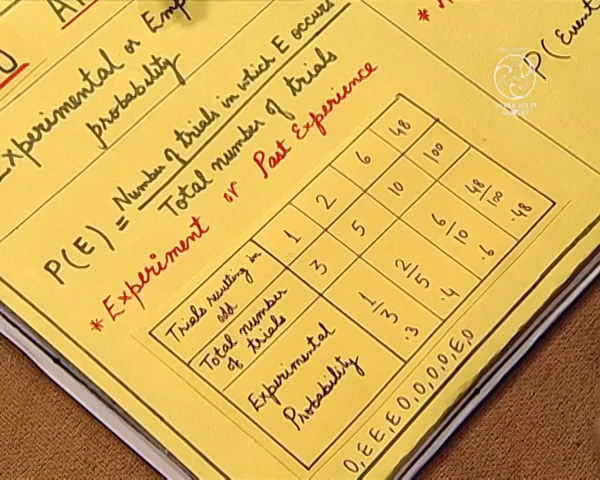 Experimental or Emp
probability
P(E) = Number of trials in which E occurs
Total number of trials
* Experiment or Past Experience
Trials resulting in odd 1 2 6 48
Total number of trials 3 5 10 100
Experimental Probability 1/3 2/5 6/10 48/100
.3 .4 .6 .48
O, E E, E O, O, O, O, E, O
P(Event